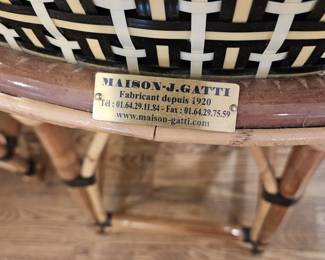 MAISON-J.GATTI
Fabricant depuis 1920
Tél : 01.64.29.11.84 - Fax : 01.64.29.75.59
www.maison-gatti.com